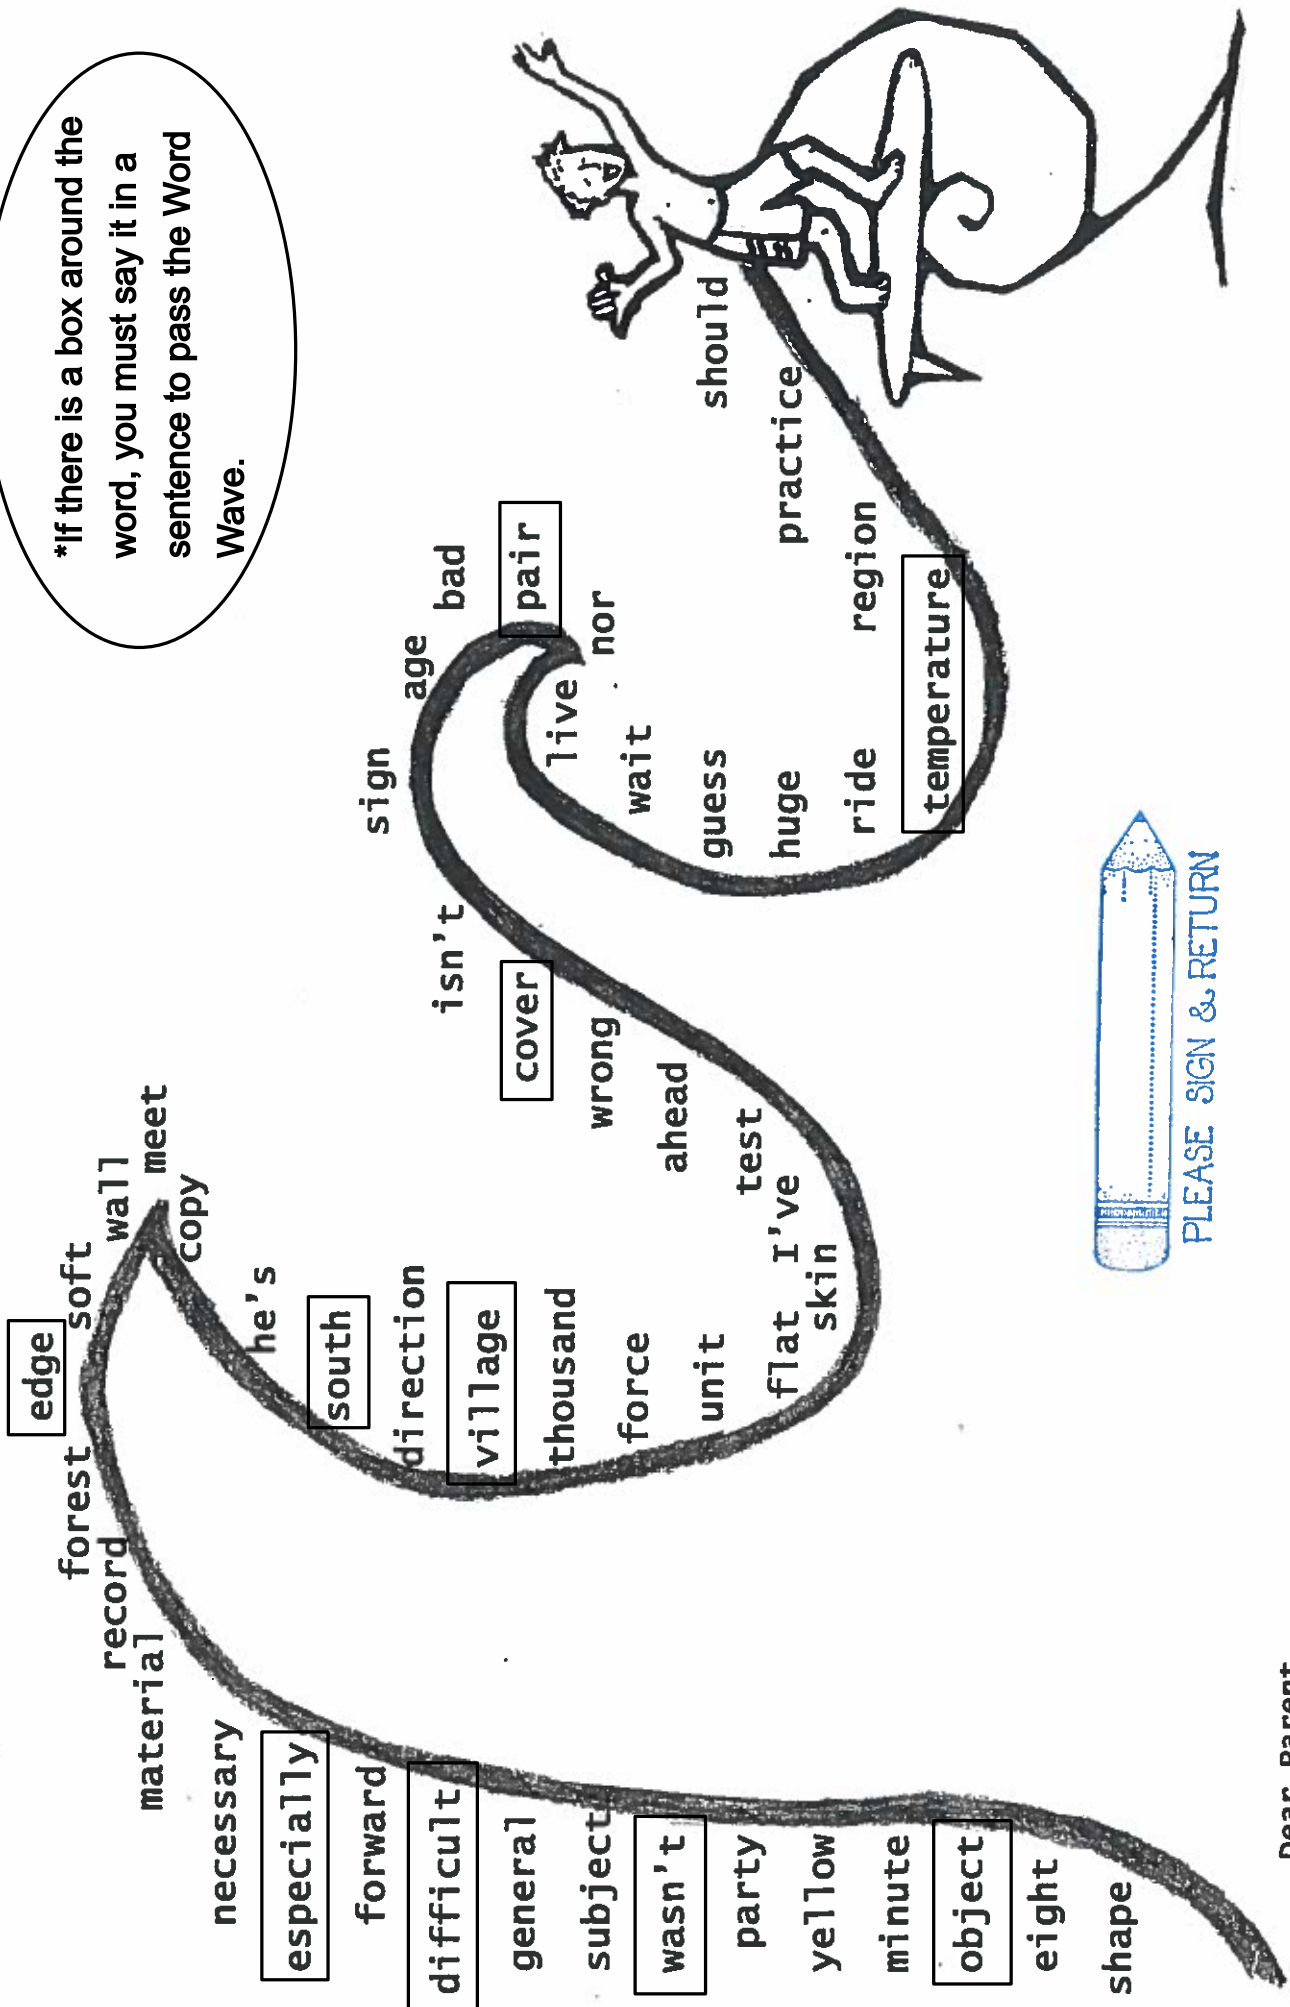 *If there is a box around the
word, you must say it in a
sentence to pass the Word
Wave.
shape
eight
object
minute
yellow
party
wasn't
subject
general
difficult
forward
especially
necessary
material
record
forest
edge
soft
wall
meet
copy
he's
south
direction
village
thousand
force
unit
flat
skin
I've
test
ahead
wrong
cover
isn't
sign
age
bad
pair
nor
live
wait
guess
huge
ride
temperature
region
practice
should
PLEASE SIGN & RETURN
Dear Parent